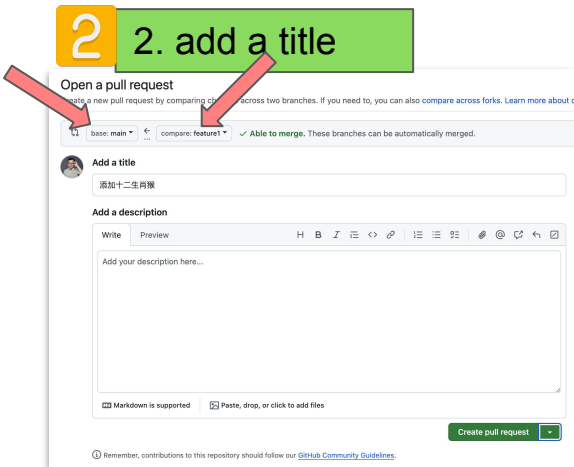 2
2. add a title
Open a pull request
Create a new pull request by comparing changes across two branches. If you need to, you can also compare across forks. Learn more about
base: main
compare: feature1
Able to merge. These branches can be automatically merged.
Add a title
添加十二生肖猴
Add a description
Write Preview
Add your description here...
Markdown is supported Paste, drop, or click to add files
Create pull request
Remember, contributions to this repository should follow our GitHub Community Guidelines.